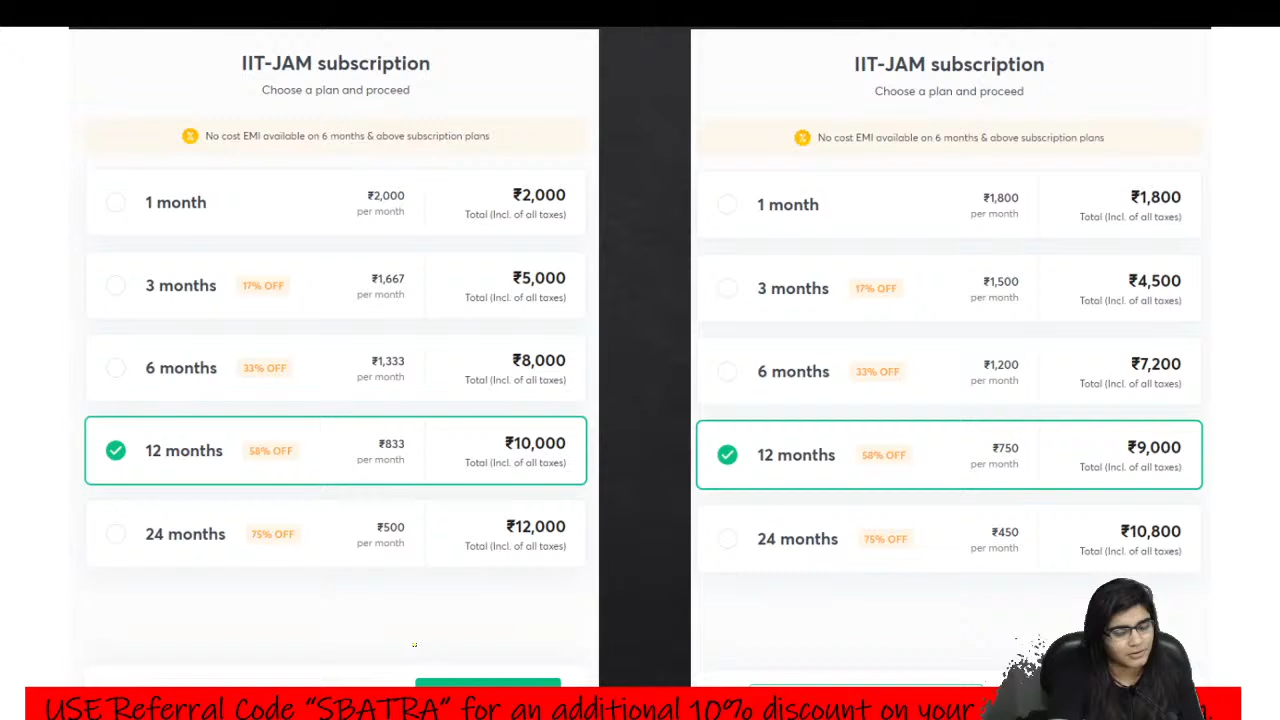 IIT-JAM subscription
Choose a plan and proceed
No cost EMI available on 6 months & above subscription plans
1 month ₹2,000 per month ₹2,000 Total (Incl. of all taxes)
3 months 17% OFF ₹1,667 per month ₹5,000 Total (Incl. of all taxes)
6 months 33% OFF ₹1,333 per month ₹8,000 Total (Incl. of all taxes)
12 months 58% OFF ₹833 per month ₹10,000 Total (Incl. of all taxes)
24 months 75% OFF ₹500 per month ₹12,000 Total (Incl. of all taxes)
IIT-JAM subscription
Choose a plan and proceed
No cost EMI available on 6 months & above subscription plans
1 month ₹1,800 per month ₹1,800 Total (Incl. of all taxes)
3 months 17% OFF ₹1,500 per month ₹4,500 Total (Incl. of all taxes)
6 months 33% OFF ₹1,200 per month ₹7,200 Total (Incl. of all taxes)
12 months 58% OFF ₹750 per month ₹9,000 Total (Incl. of all taxes)
24 months 75% OFF ₹450 per month ₹10,800 Total (Incl. of all taxes)
USE Referral Code "SBATRA" for an additional 10% discount on your